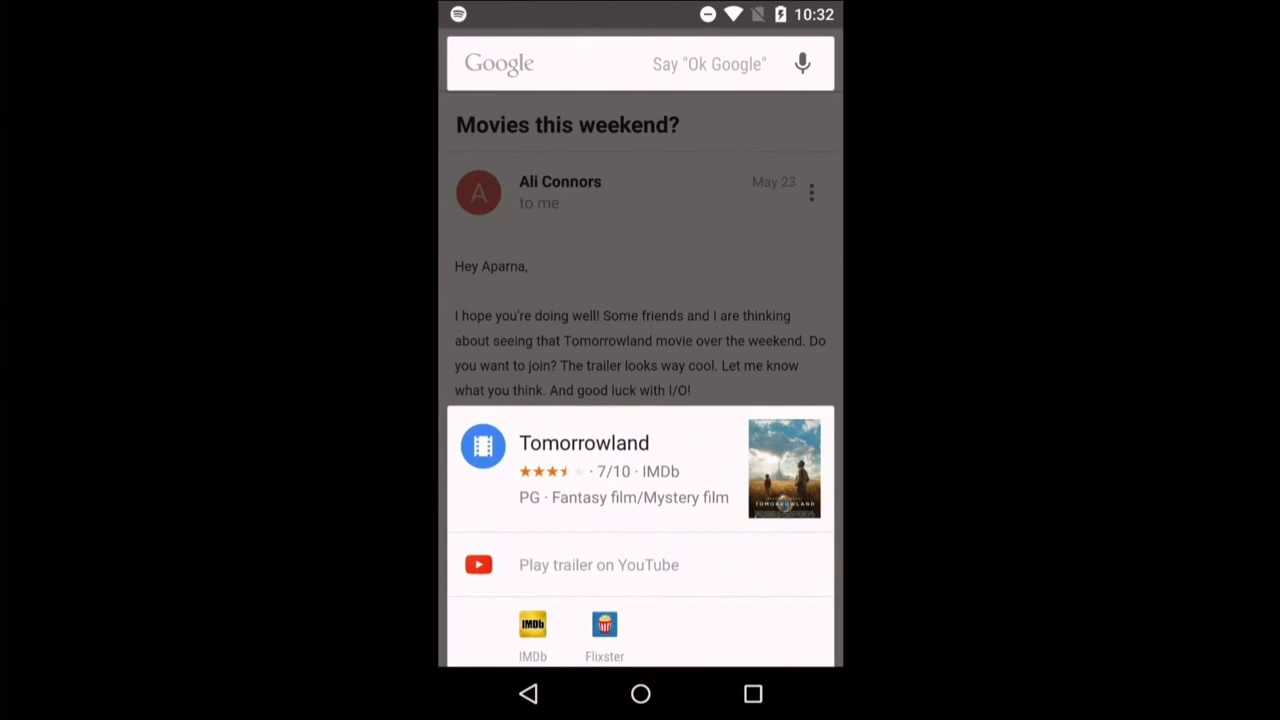 10:32
Google Say "Ok Google"
Movies this weekend?
A
Ali Connors May 23
to me
Hey Aparna,
I hope you're doing well! Some friends and I are thinking
about seeing that Tomorrowland movie over the weekend. Do
you want to join? The trailer looks way cool. Let me know
what you think. And good luck with I/O!
Tomorrowland
· 7/10 · IMDb
PG · Fantasy film/Mystery film
TOMORROWLAND
Play trailer on YouTube
IMDb
IMDb Flixster